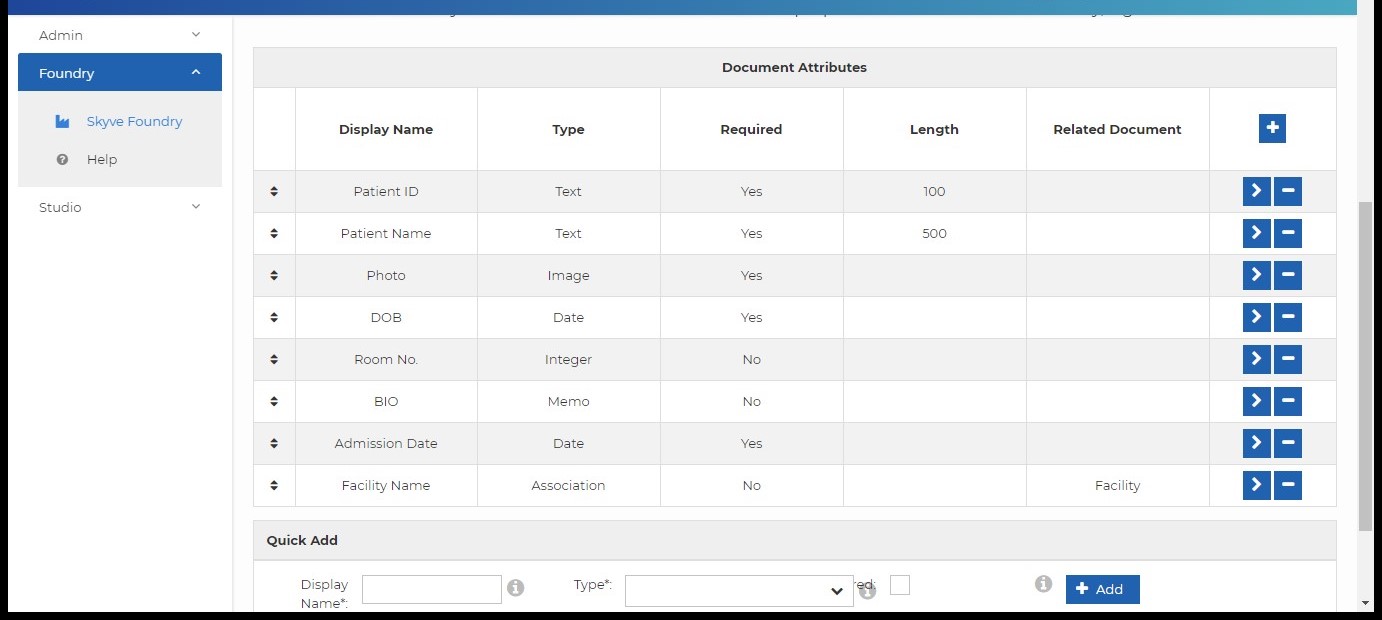 Admin
Foundry
Skyve Foundry
Help
Studio
Document Attributes
Display Name Type Required Length Related Document
Patient ID Text Yes 100
Patient Name Text Yes 500
Photo Image Yes
DOB Date Yes
Room No. Integer No
BIO Memo No
Admission Date Date Yes
Facility Name Association No Facility
Quick Add
Display Type*: red: Add
Name*: